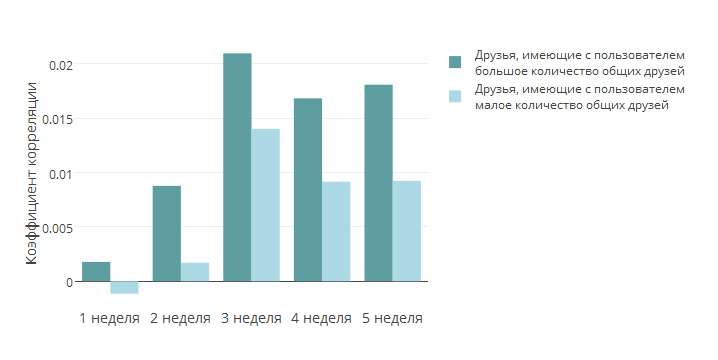 Коэффициент корреляции
0.02
0.015
0.01
0.005
0
1 неделя 2 неделя 3 неделя 4 неделя 5 неделя
Друзья, имеющие с пользователем
большое количество общих друзей
Друзья, имеющие с пользователем
малое количество общих друзей